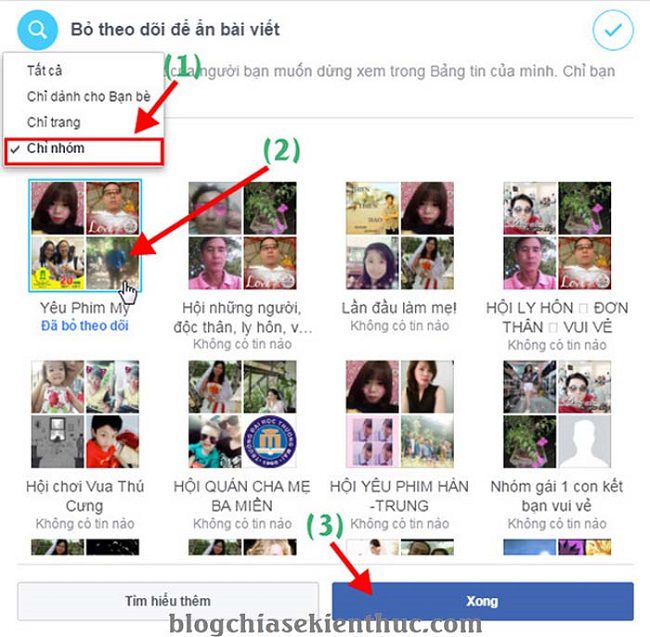 Bỏ theo dõi để ẩn bài viết
Tất cả
của người bạn muốn dừng xem trong Bảng tin của mình. Chỉ bạn
(1)
Chỉ dành cho Bạn bè
Chỉ trang
Chỉ nhóm
(2)
Yêu Phim Mỹ
Đã bỏ theo dõi
Hội những người,
độc thân, ly hôn, v...
Không có tin nào
Lần đầu làm mẹ!
Không có tin nào
HỘI LY HÔN □ ĐƠN
THÂN □ VUI VẺ
Không có tin nào
Hội chơi Vua Thú
Cưng
Không có tin nào
HỘI QUÁN CHA MẸ
BA MIỀN
Không có tin nào
HỘI YÊU PHIM HÀN
-TRUNG
Không có tin nào
Nhóm gái 1 con kết
bạn vui vẻ
Không có tin nào
(3)
Tìm hiểu thêm
Xong
blogchiasekienthuc.com